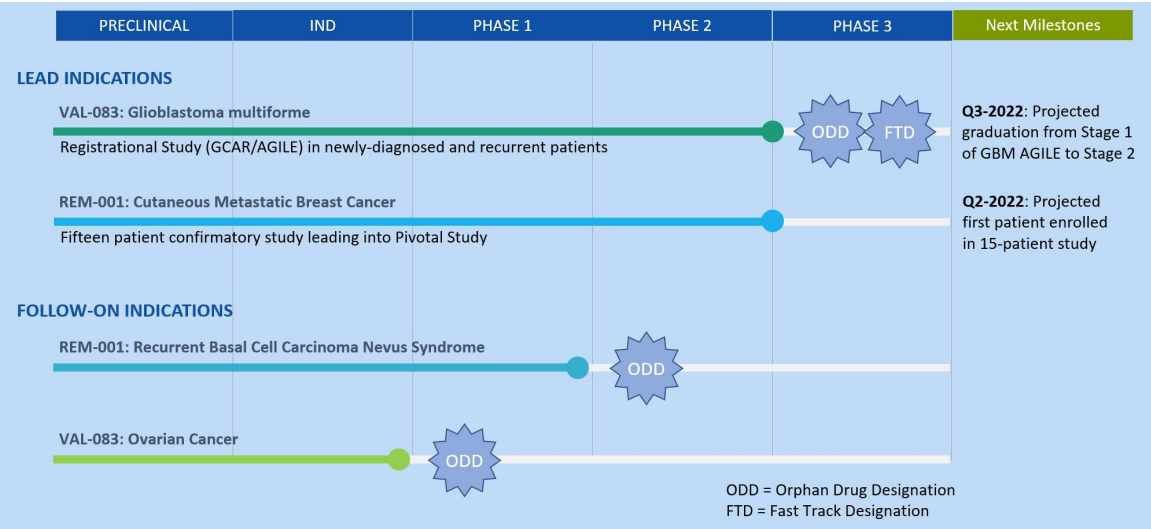 PRECLINICAL IND PHASE 1 PHASE 2 PHASE 3 Next Milestones
LEAD INDICATIONS
VAL-083: Glioblastoma multiforme
ODD FTD
Registrational Study (GCAR/AGILE) in newly-diagnosed and recurrent patients
Q3-2022: Projected
graduation from Stage 1
of GBM AGILE to Stage 2
REM-001: Cutaneous Metastatic Breast Cancer
Fifteen patient confirmatory study leading into Pivotal Study
Q2-2022: Projected
first patient enrolled
in 15-patient study
FOLLOW-ON INDICATIONS
REM-001: Recurrent Basal Cell Carcinoma Nevus Syndrome
ODD
VAL-083: Ovarian Cancer
ODD
ODD = Orphan Drug Designation
FTD = Fast Track Designation